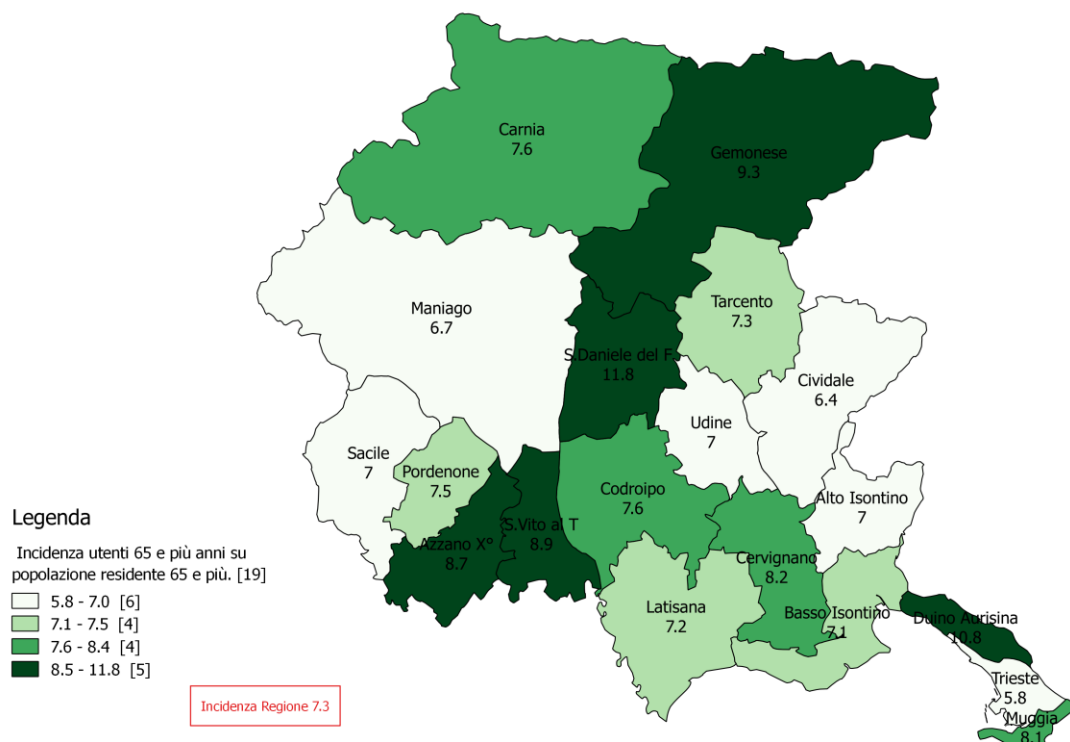 Carnia
7.6
Gemonese
9.3
Maniago
6.7
Tarcento
7.3
S.Daniele del F.
11.8
Cividale
6.4
Udine
7
Sacile
7
Pordenone
7.5
Codroipo
7.6
Alto Isontino
7
Azzano X°
8.7
S.Vito al T
8.9
Cervignano
8.2
Latisana
7.2
Basso Isontino
7.1
Duino Aurisina
10.8
Trieste
5.8
Muggia
8.1
Legenda
Incidenza utenti 65 e più anni su
popolazione residente 65 e più. [19]
5.8 - 7.0 [6]
7.1 - 7.5 [4]
7.6 - 8.4 [4]
8.5 - 11.8 [5]
Incidenza Regione 7.3